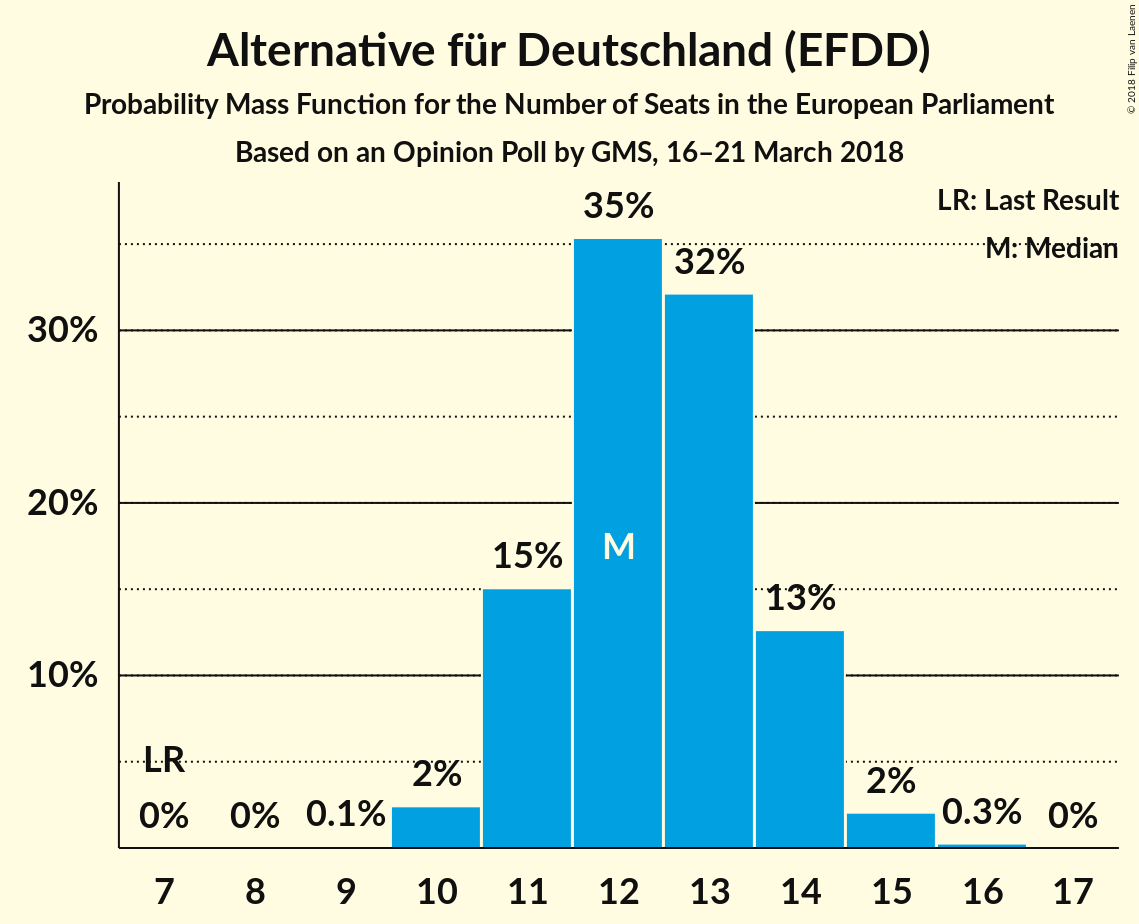 Alternative für Deutschland (EFDD)
Probability Mass Function for the Number of Seats in the European Parliament
Based on an Opinion Poll by GMS, 16–21 March 2018
© 2018 Filip van Laenen
LR: Last Result
M: Median
35%
32%
30%
20%
15%
M
13%
10%
LR
2%
2%
0%
0%
0.1%
0.3%
0%
7 8 9 10 11 12 13 14 15 16 17